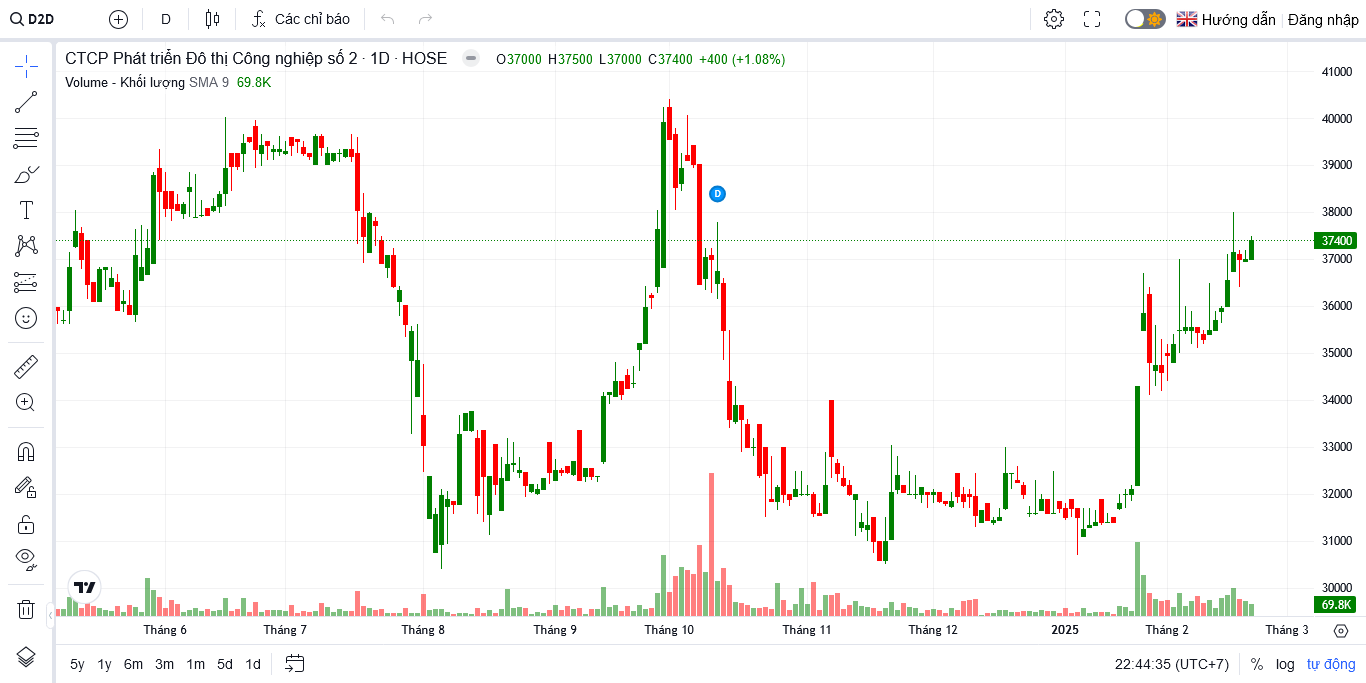 D2D D Các chỉ báo Hướng dẫn Đăng nhập
CTCP Phát triển Đô thị Công nghiệp số 2 · 1D · HOSE O37000 H37500 L37000 C37400 +400 (+1.08%)
Volume - Khối lượng SMA 9 69.8K
41000
40000
39000
D
38000
37400
37000
36000
35000
34000
33000
32000
31000
30000
69.8K
Tháng 6 Tháng 7 Tháng 8 Tháng 9 Tháng 10 Tháng 11 Tháng 12 2025 Tháng 2 Tháng 3
5y 1y 6m 3m 1m 5d 1d 22:44:35 (UTC+7) % log tự động